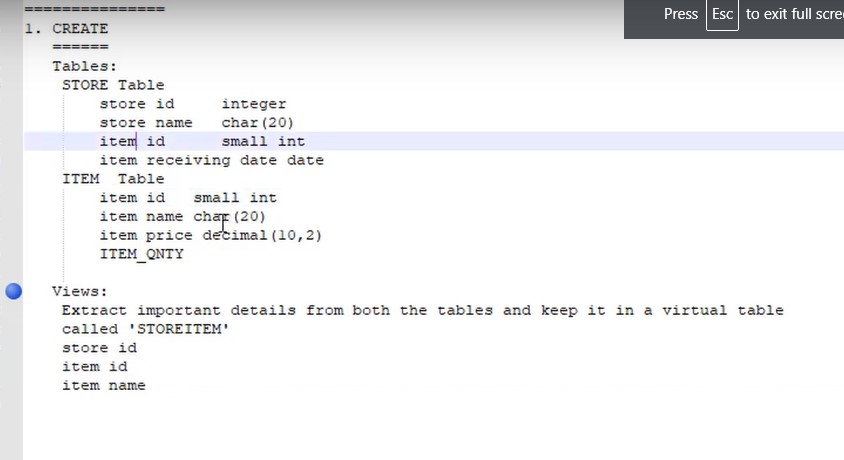 ===============
Press Esc to exit full scre
1. CREATE
======
Tables:
STORE Table
store id integer
store name char(20)
item id small int
item receiving date date
ITEM Table
item id small int
item name char(20)
item price decimal(10,2)
ITEM_QNTY
Views:
Extract important details from both the tables and keep it in a virtual table
called 'STOREITEM'
store id
item id
item name